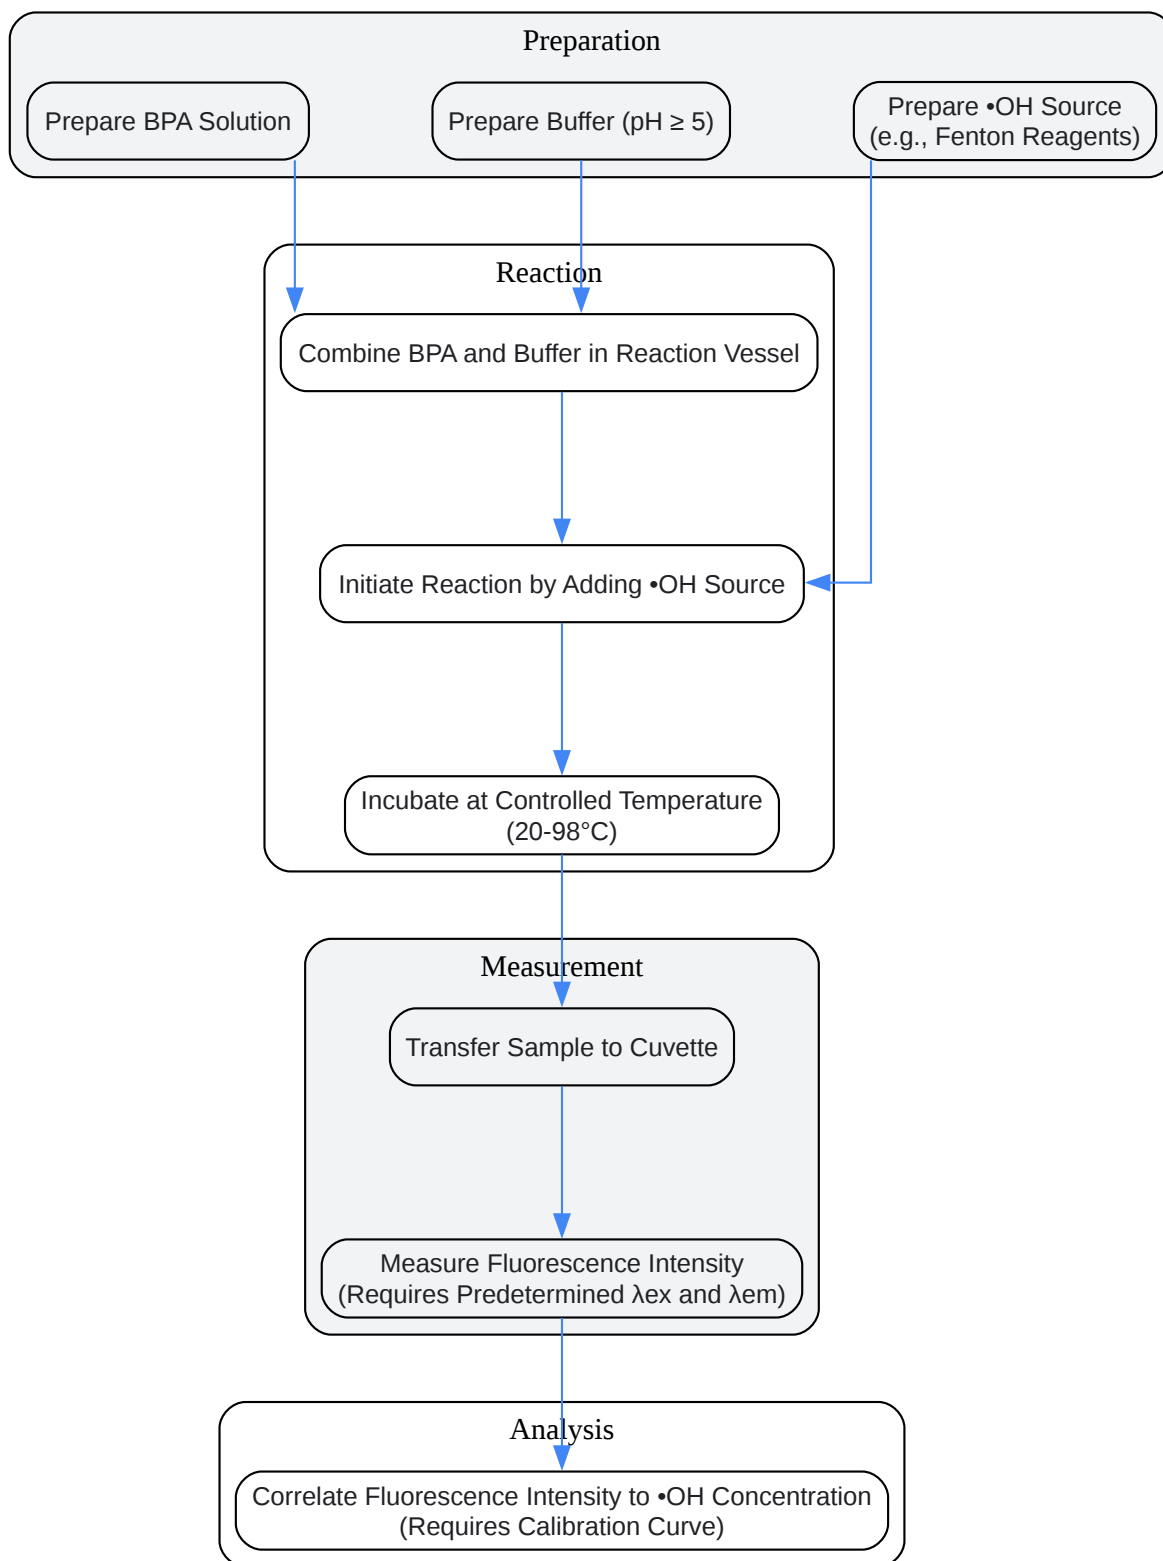 Preparation
Prepare BPA Solution
Prepare Buffer (pH ≥ 5)
Prepare •OH Source
(e.g., Fenton Reagents)
Reaction
Combine BPA and Buffer in Reaction Vessel
Initiate Reaction by Adding •OH Source
Incubate at Controlled Temperature
(20-98°C)
Measurement
Transfer Sample to Cuvette
Measure Fluorescence Intensity
(Requires Predetermined λex and λem)
Analysis
Correlate Fluorescence Intensity to •OH Concentration
(Requires Calibration Curve)